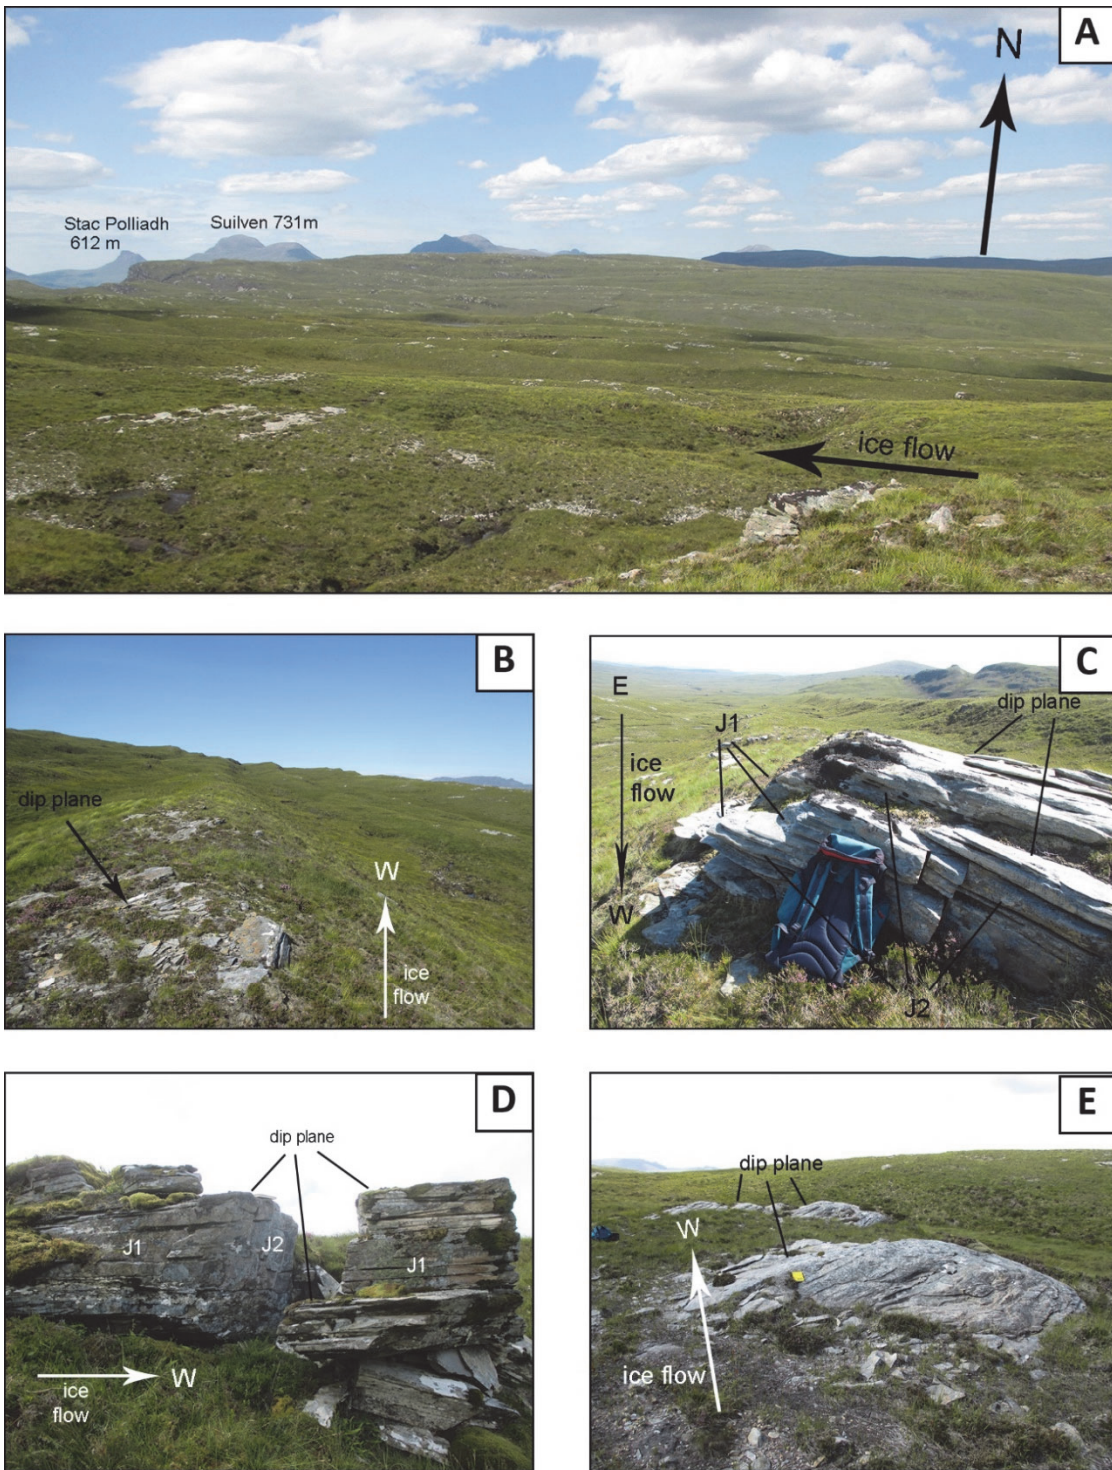 A
N
Stac Polliadh
612 m
Suilven 731m
ice flow
B
dip plane
W
ice
flow
C
E
J1
dip plane
ice
flow
W
J2
D
dip plane
J1
J2
J1
ice
flow
W
E
dip plane
W
ice flow